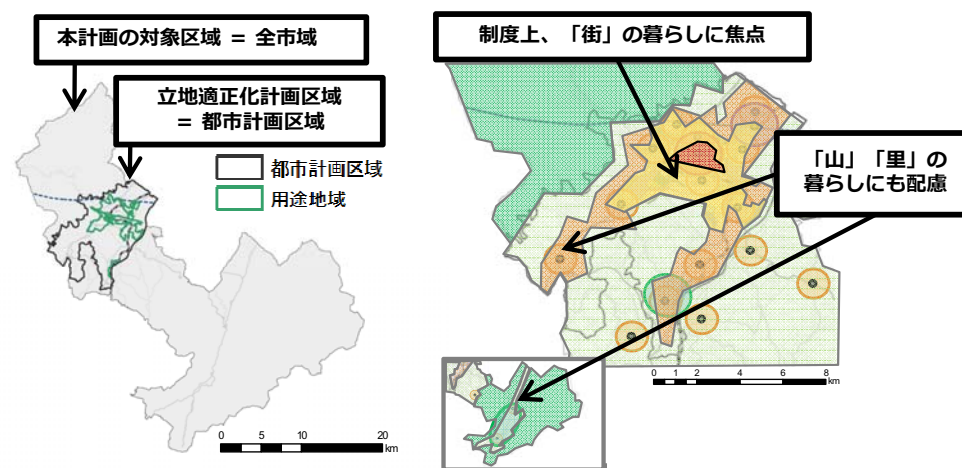 本計画の対象区域 = 全市域
立地適正化計画区域
= 都市計画区域
都市計画区域
用途地域
0 5 10 20
km
制度上、「街」の暮らしに焦点
「山」「里」の
暮らしにも配慮
0 1 2 4 6 8
km